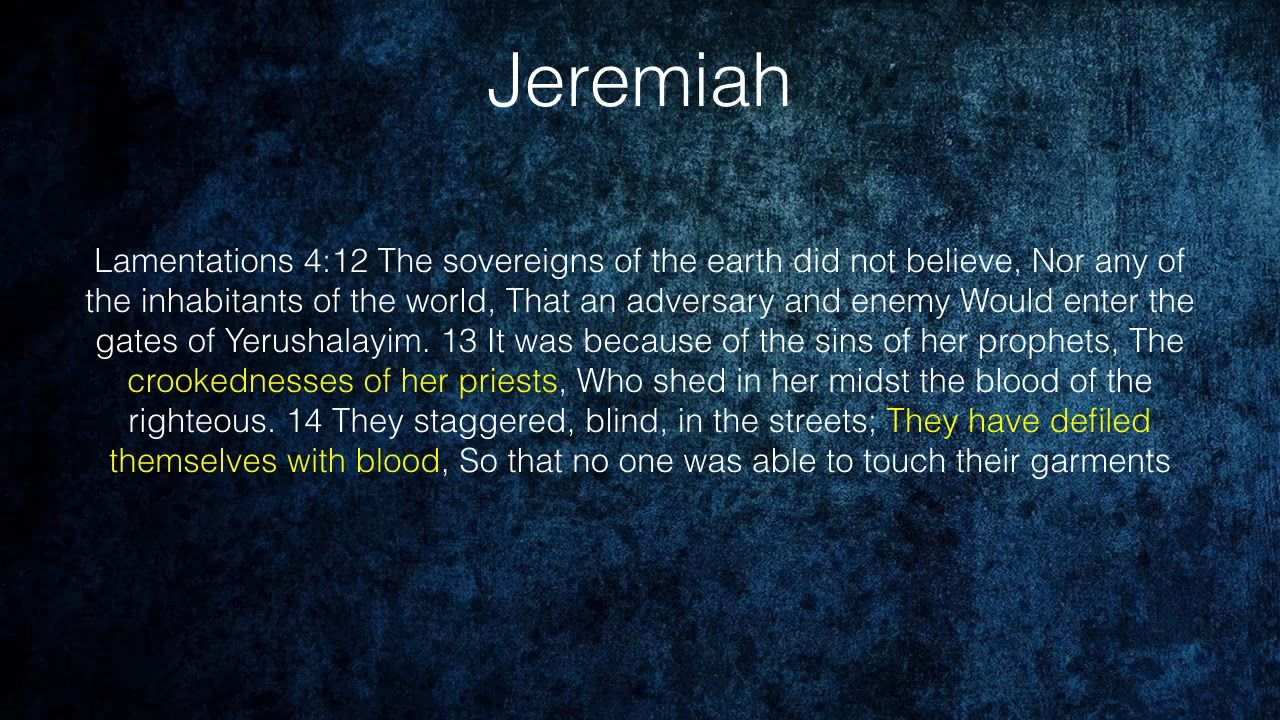 Jeremiah
Lamentations 4:12 The sovereigns of the earth did not believe, Nor any of
the inhabitants of the world, That an adversary and enemy Would enter the
gates of Yerushalayim. 13 It was because of the sins of her prophets, The
crookednesses of her priests, Who shed in her midst the blood of the
righteous. 14 They staggered, blind, in the streets; They have defiled
themselves with blood, So that no one was able to touch their garments